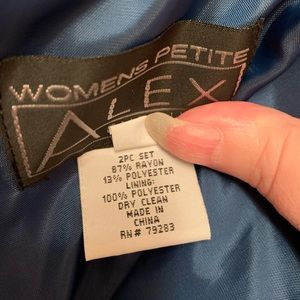 WOMENS PETITE
ALEX
2PC SET
87% RAYON
13% POLYESTER
LINING:
100% POLYESTER
DRY CLEAN
MADE IN
CHINA
RN# 79283